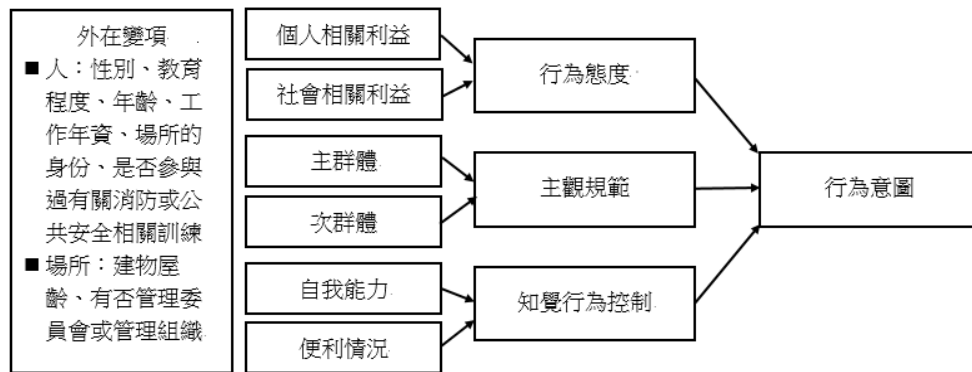 外在變項
■ 人：性別、教育
程度、年齡、工
作年資、場所的
身份、是否參與
過有關消防或公
共安全相關訓練
■ 場所：建物屋
齡、有否管理委
員會或管理組織
個人相關利益
社會相關利益
主群體
次群體
自我能力
便利情況
行為態度
主觀規範
知覺行為控制
行為意圖